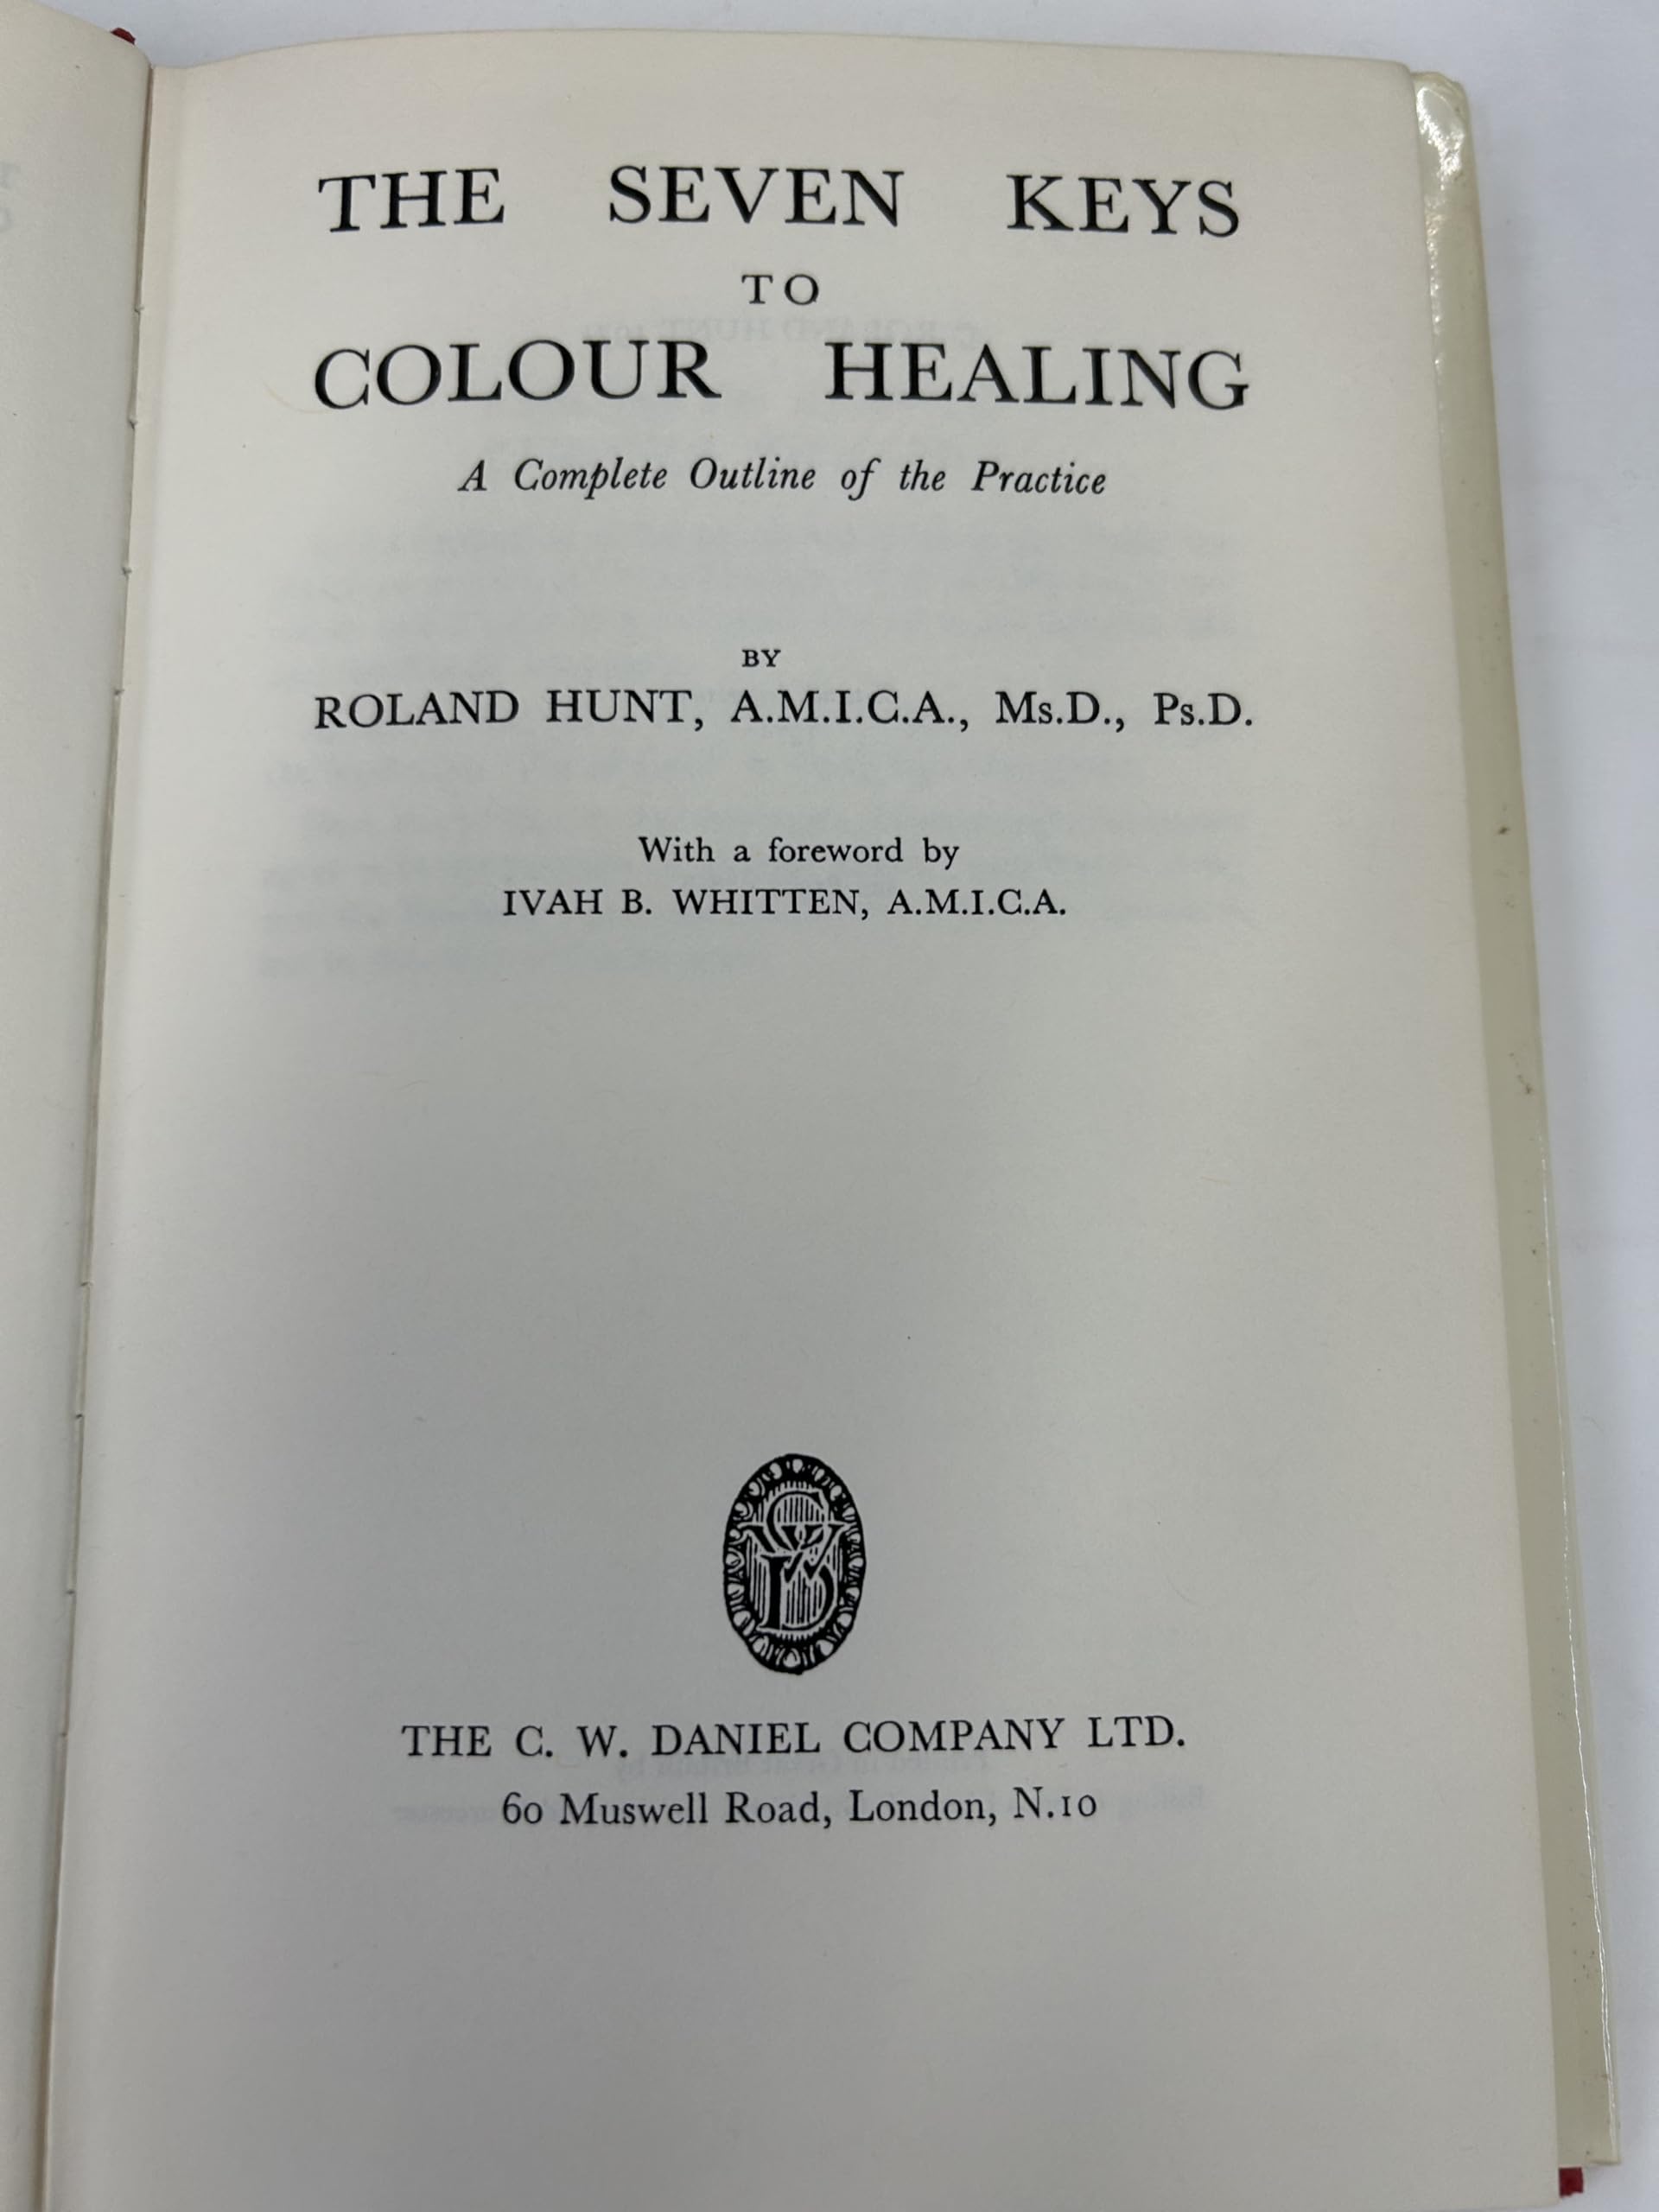 THE SEVEN KEYS
TO
COLOUR HEALING
A Complete Outline of the Practice
BY
ROLAND HUNT, A.M.I.C.A., Ms.D., Ps.D.
With a foreword by
IVAH B. WHITTEN, A.M.I.C.A.
CWD
THE C. W. DANIEL COMPANY LTD.
60 Muswell Road, London, N.10